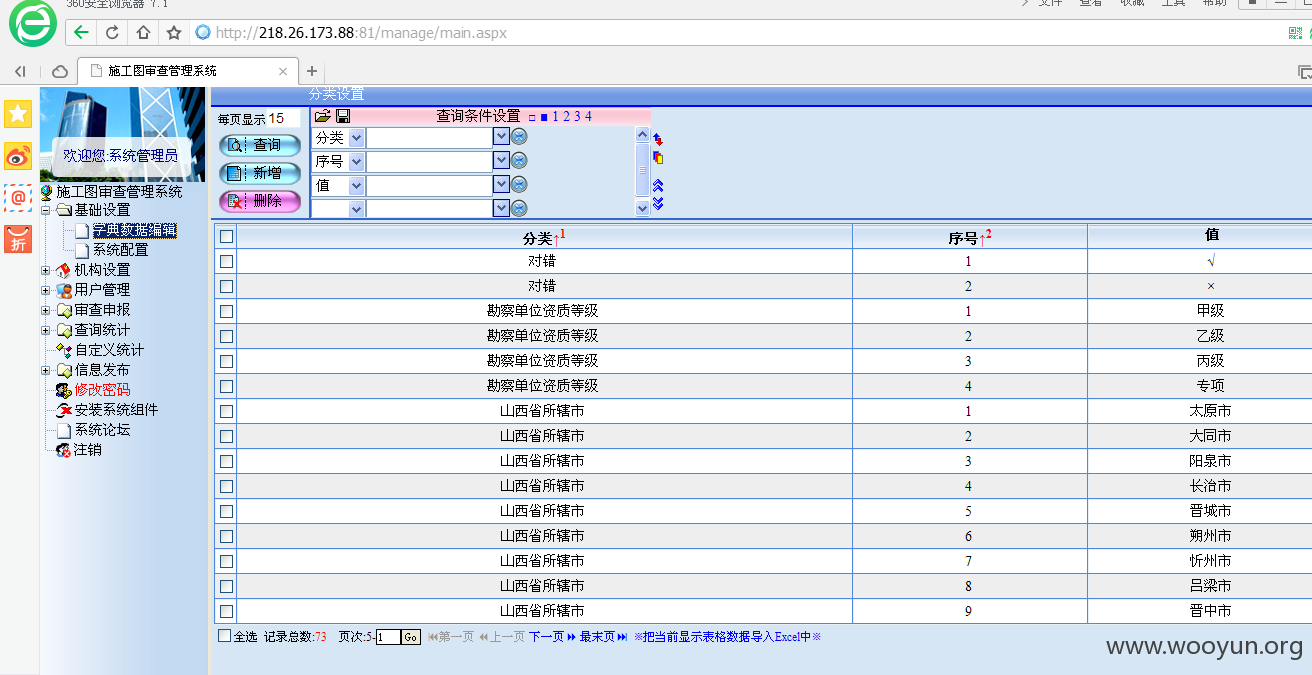 360安全浏览器 7.1
文件 查看 收藏 工具 帮助
http://218.26.173.88:81/manage/main.aspx
施工图审查管理系统
分类设置
欢迎您:系统管理员
施工图审查管理系统
基础设置
字典数据编辑
系统配置
机构设置
用户管理
审查申报
查询统计
自定义统计
信息发布
修改密码
安装系统组件
系统论坛
注销
@
折
每页显示 15
查询
新增
删除
查询条件设置 1 2 3 4
分类
序号
值
分类↑1 序号↑2 值
对错 1 √
对错 2 ×
勘察单位资质等级 1 甲级
勘察单位资质等级 2 乙级
勘察单位资质等级 3 丙级
勘察单位资质等级 4 专项
山西省所辖市 1 太原市
山西省所辖市 2 大同市
山西省所辖市 3 阳泉市
山西省所辖市 4 长治市
山西省所辖市 5 晋城市
山西省所辖市 6 朔州市
山西省所辖市 7 忻州市
山西省所辖市 8 吕梁市
山西省所辖市 9 晋中市
全选 记录总数:73 页次:5-1 Go 第一页 上一页 下一页 最末页 ※把当前显示表格数据导入Excel中※
www.wooyun.org